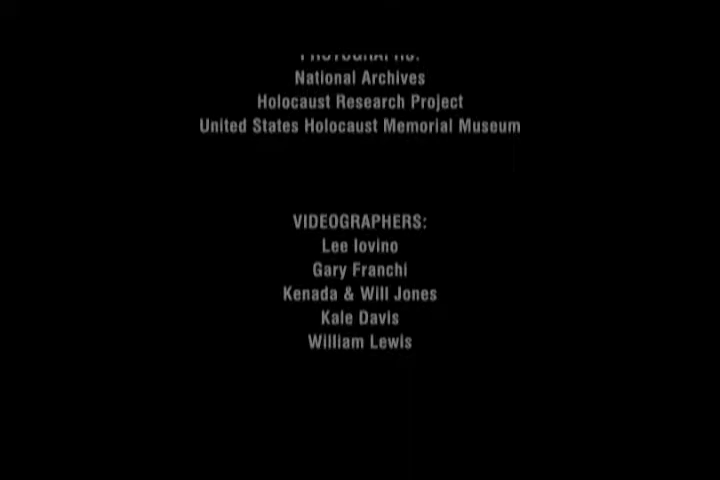 PHOTOGRAPHS:
National Archives
Holocaust Research Project
United States Holocaust Memorial Museum
VIDEOGRAPHERS:
Lee Iovino
Gary Franchi
Kenada & Will Jones
Kale Davis
William Lewis